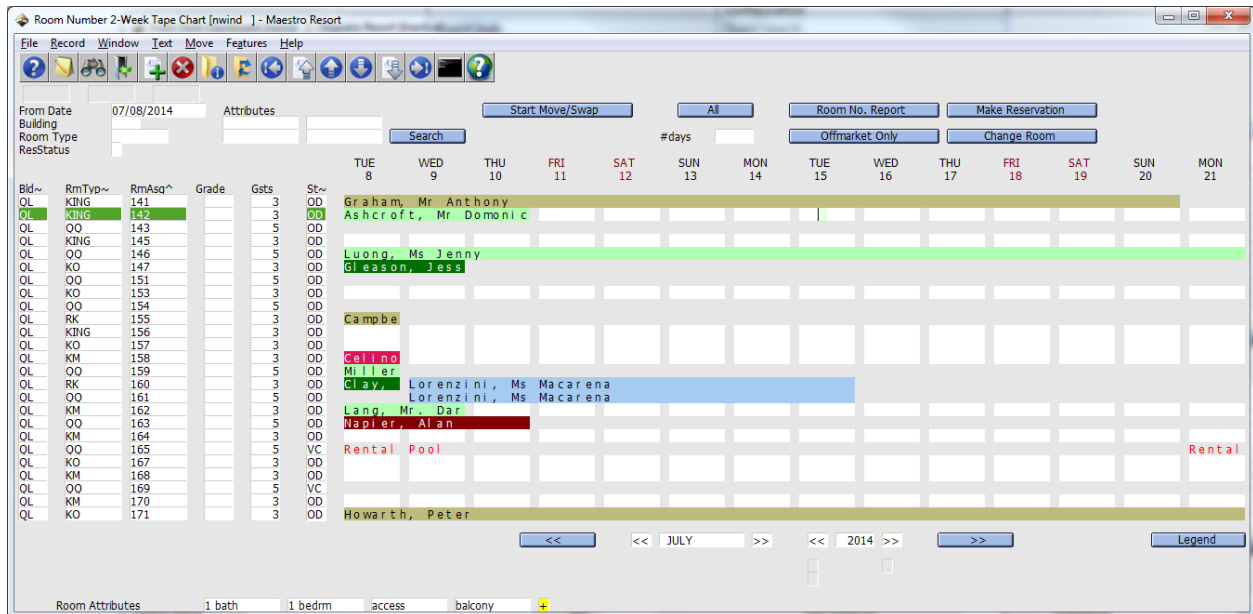 Room Number 2-Week Tape Chart [nwind   ] - Maestro Resort
File Record Window Text Move Features Help
From Date 07/08/2014 Attributes Start Move/Swap All Room No. Report Make Reservation
Building
Room Type Search #days Offmarket Only Change Room
ResStatus
TUE WED THU FRI SAT SUN MON TUE WED THU FRI SAT SUN MON
8 9 10 11 12 13 14 15 16 17 18 19 20 21
Bld~ RmTyp~ RmAsg^ Grade Gsts St~
QL KING 141 3 OD Graham, Mr Anthony
QL KING 142 3 OD Ashcroft, Mr Domonic
QL QQ 143 5 OD
QL KING 145 3 OD
QL QQ 146 5 OD Luong, Ms Jenny
QL KO 147 3 OD Gleason, Jess
QL QQ 151 5 OD
QL KO 153 3 OD
QL QQ 154 5 OD
QL RK 155 3 OD Campbe
QL KING 156 3 OD
QL KO 157 3 OD
QL KM 158 3 OD Celino
QL QQ 159 5 OD Miller
QL RK 160 3 OD Clay, Lorenzini, Ms Macarena
QL QQ 161 5 OD Lorenzini, Ms Macarena
QL KM 162 3 OD Lang, Mr. Dar
QL QQ 163 5 OD Napier, Alan
QL KM 164 3 OD
QL QQ 165 5 VC Rental Pool Rental
QL KO 167 3 OD
QL KM 168 3 OD
QL QQ 169 5 VC
QL KM 170 3 OD
QL KO 171 3 OD Howarth, Peter
<< << JULY >> << 2014 >> >> Legend
Room Attributes 1 bath 1 bedrm access balcony +